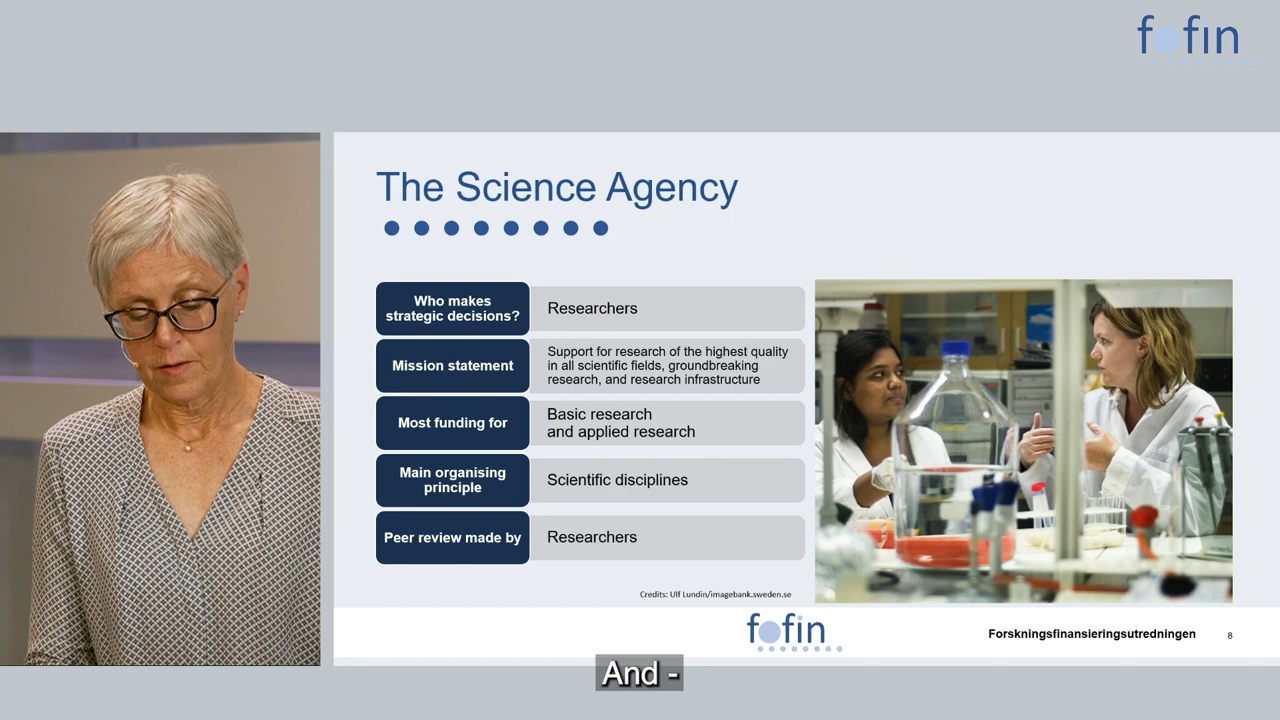 fofin
The Science Agency
Who makes
strategic decisions?
Researchers
Mission statement
Support for research of the highest quality
in all scientific fields, groundbreaking
research, and research infrastructure
Most funding for
Basic research
and applied research
Main organising
principle
Scientific disciplines
Peer review made by
Researchers
Credits: Ulf Lundin/imagebank.sweden.se
fofin
Forskningsfinansieringsutredningen
8
And -